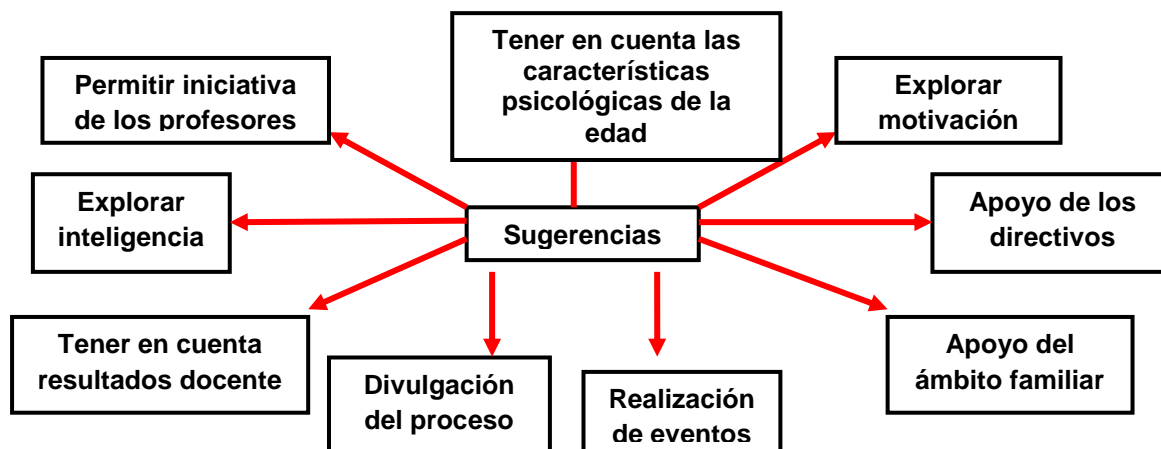 Tener en cuenta las
características
psicológicas de la
edad
Permitir iniciativa
de los profesores
Explorar
motivación
Explorar
inteligencia
Sugerencias
Apoyo de los
directivos
Tener en cuenta
resultados docente
Divulgación
del proceso
Realización
de eventos
Apoyo del
ámbito familiar